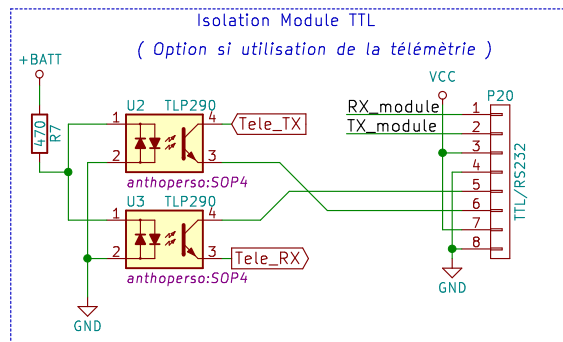 Isolation Module TTL
( Option si utilisation de la télémètrie )
+BATT
470
R7
U2
TLP290
1
2
4
3
anthoperso:SOP4
Tele_TX
U3
TLP290
1
2
4
3
anthoperso:SOP4
Tele_RX
GND
VCC
RX_module
TX_module
P20
1
2
3
4
5
6
7
8
TTL/RS232
GND